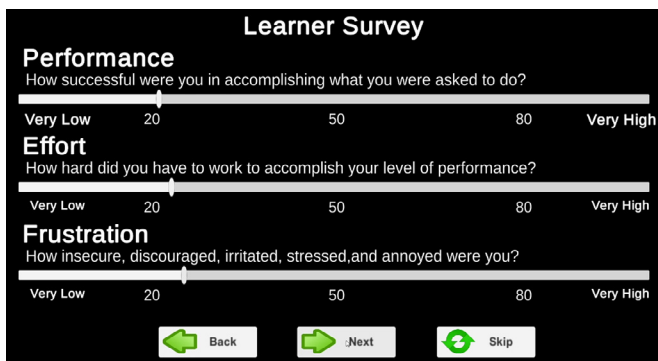 Learner Survey
Performance
How successful were you in accomplishing what you were asked to do?
Very Low 20 50 80 Very High
Effort
How hard did you have to work to accomplish your level of performance?
Very Low 20 50 80 Very High
Frustration
How insecure, discouraged, irritated, stressed,and annoyed were you?
Very Low 20 50 80 Very High
Back Next Skip